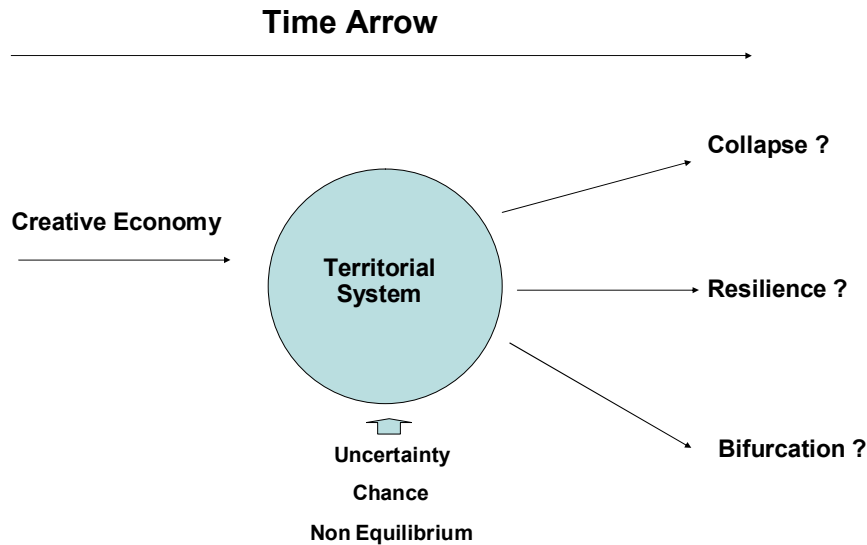 Time Arrow
Collapse ?
Creative Economy
Territorial
System
Resilience ?
Bifurcation ?
Uncertainty
Chance
Non Equilibrium